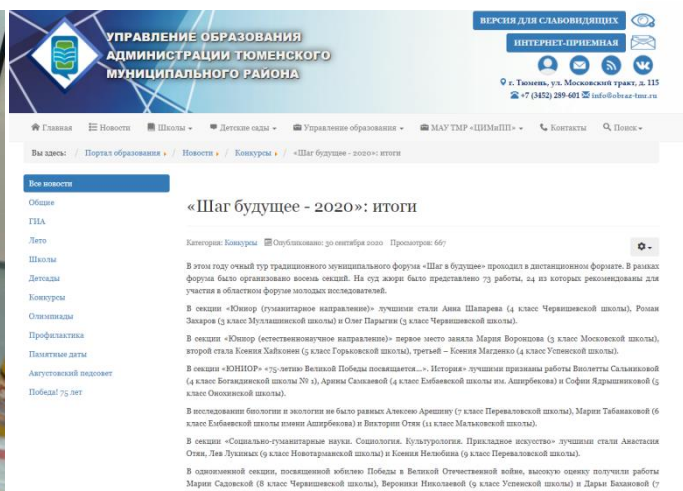 УПРАВЛЕНИЕ ОБРАЗОВАНИЯ
АДМИНИСТРАЦИИ ТЮМЕНСКОГО
МУНИЦИПАЛЬНОГО РАЙОНА
ВЕРСИЯ ДЛЯ СЛАБОВИДЯЩИХ
ИНТЕРНЕТ-ПРИЕМНАЯ
г. Тюмень, ул. Московский тракт, д. 115
+7 (3452) 289-601 info@obraz-tmr.ru
Главная Новости Школы Детские сады Управление образования МАУ ТМР «ЦИМиПП» Контакты Поиск
Вы здесь: / Портал образования / Новости / Конкурсы / «Шаг будущее - 2020»: итоги
Все новости
Общие
ГИА
Лето
Школы
Детсады
Конкурсы
Олимпиады
Профилактика
Памятные даты
Августовский педсовет
Победа! 75 лет
«Шаг будущее - 2020»: итоги
Категория: Конкурсы Опубликовано: 30 сентября 2020 Просмотров: 667
В этом году очный тур традиционного муниципального форума «Шаг в будущее» проходил в дистанционном формате. В рамках
форума было организовано восемь секций. На суд жюри было представлено 73 работы, 24 из которых рекомендованы для
участия в областном форуме молодых исследователей.
В секции «Юниор (гуманитарное направление)» лучшими стали Анна Шапарева (4 класс Червишевской школы), Роман
Захаров (3 класс Муллашинской школы) и Олег Парыгин (3 класс Червишевской школы).
В секции «Юниор (естественнонаучное направление)» первое место заняла Мария Воронцова (3 класс Московской школы),
второй стала Ксения Хайконен (5 класс Горьковской школы), третьей – Ксения Магденко (4 класс Успенской школы).
В секции «ЮНИОР» «75-летию Великой Победы посвящается…». История» лучшими признаны работы Виолетты Сальниковой
(4 класс Богандинской школы № 1), Арины Самкаевой (4 класс Ембаевской школы им. Аширбекова) и Софии Ядрышниковой (5
класс Онохинской школы).
В исследовании биологии и экологии не было равных Алексею Арешину (7 класс Переваловской школы), Марии Табанаковой (6
класс Ембаевской школы имени Аширбекова) и Виктории Отян (11 класс Мальковской школы).
В секции «Социально-гуманитарные науки. Социология. Культурология. Прикладное искусство» лучшими стали Анастасия
Отян, Лев Лукиных (9 класс Новотарманской школы) и Ксения Нелюбина (9 класс Переваловской школы).
В одноименной секции, посвященной юбилею Победы в Великой Отечественной войне, высокую оценку получили работы
Марии Садовской (8 класс Червишевской школы), Вероники Николаевой (9 класс Успенской школы) и Дарьи Бахановой (7